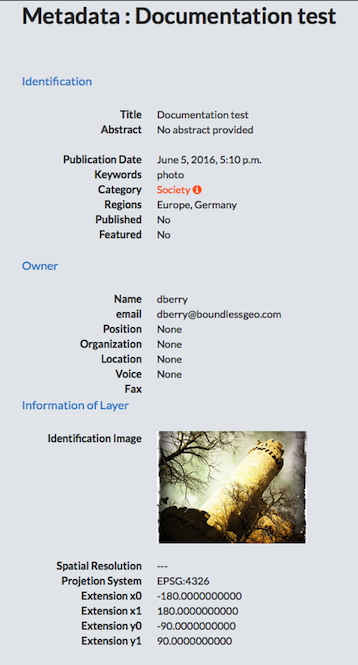 Metadata : Documentation test
Identification
Title Documentation test
Abstract No abstract provided
Publication Date June 5, 2016, 5:10 p.m.
Keywords photo
Category Society
Regions Europe, Germany
Published No
Featured No
Owner
Name dberry
email dberry@boundlessgeo.com
Position None
Organization None
Location None
Voice None
Fax
Information of Layer
Identification Image
Spatial Resolution ---
Projetion System EPSG:4326
Extension x0 -180.0000000000
Extension x1 180.0000000000
Extension y0 -90.0000000000
Extension y1 90.0000000000